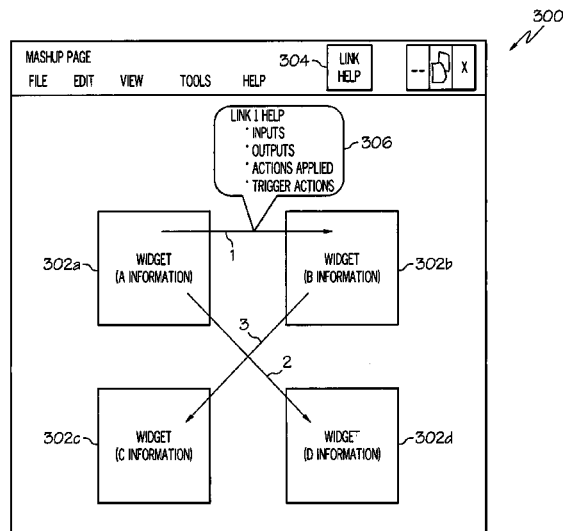 300
MASHUP PAGE
FILE EDIT VIEW TOOLS HELP
304
LINK
HELP
-- X
LINK 1 HELP
* INPUTS
* OUTPUTS
* ACTIONS APPLIED
* TRIGGER ACTIONS
306
302a
WIDGET
(A INFORMATION)
1
WIDGET
(B INFORMATION)
302b
3
2
302c
WIDGET
(C INFORMATION)
WIDGET
(D INFORMATION)
302d